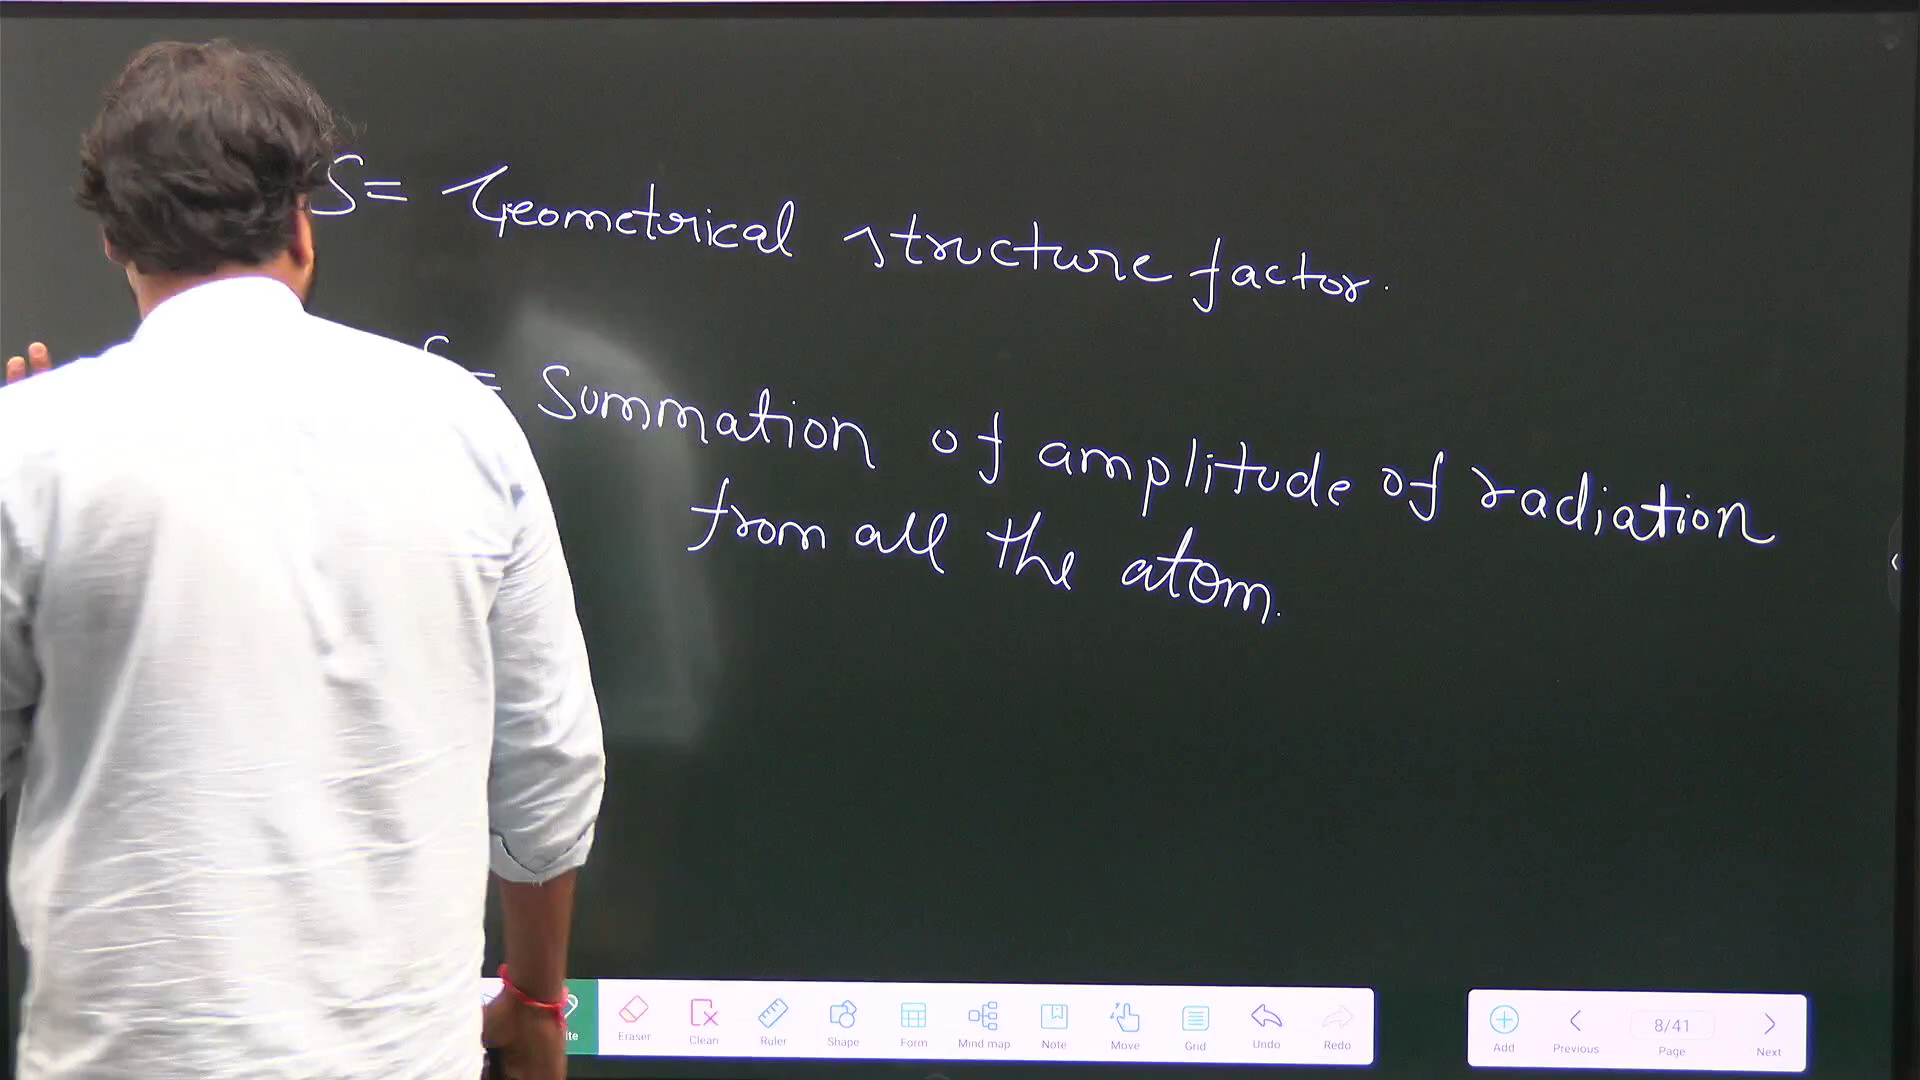 S = Geometrical structure factor.
= Summation of amplitude of radiation
from all the atom.
Eraser Clean Ruler Shape Form Mind map Note Move Grid Undo Redo
Add Previous 8/41 Page Next